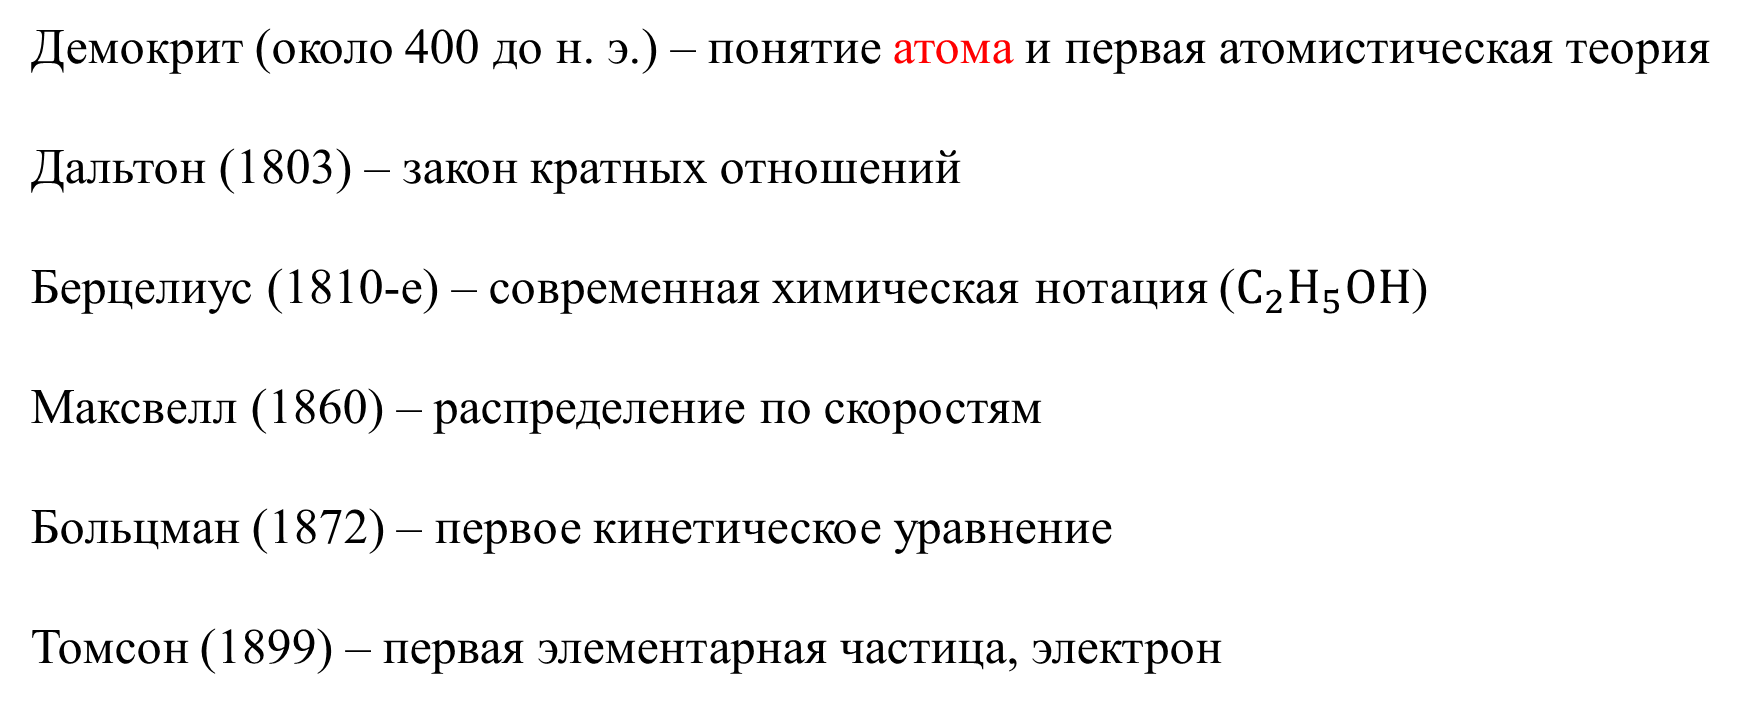 Демокрит (около 400 до н. э.) – понятие атома и первая атомистическая теория
Дальтон (1803) – закон кратных отношений
Берцелиус (1810-е) – современная химическая нотация (C₂H₅OH)
Максвелл (1860) – распределение по скоростям
Больцман (1872) – первое кинетическое уравнение
Томсон (1899) – первая элементарная частица, электрон